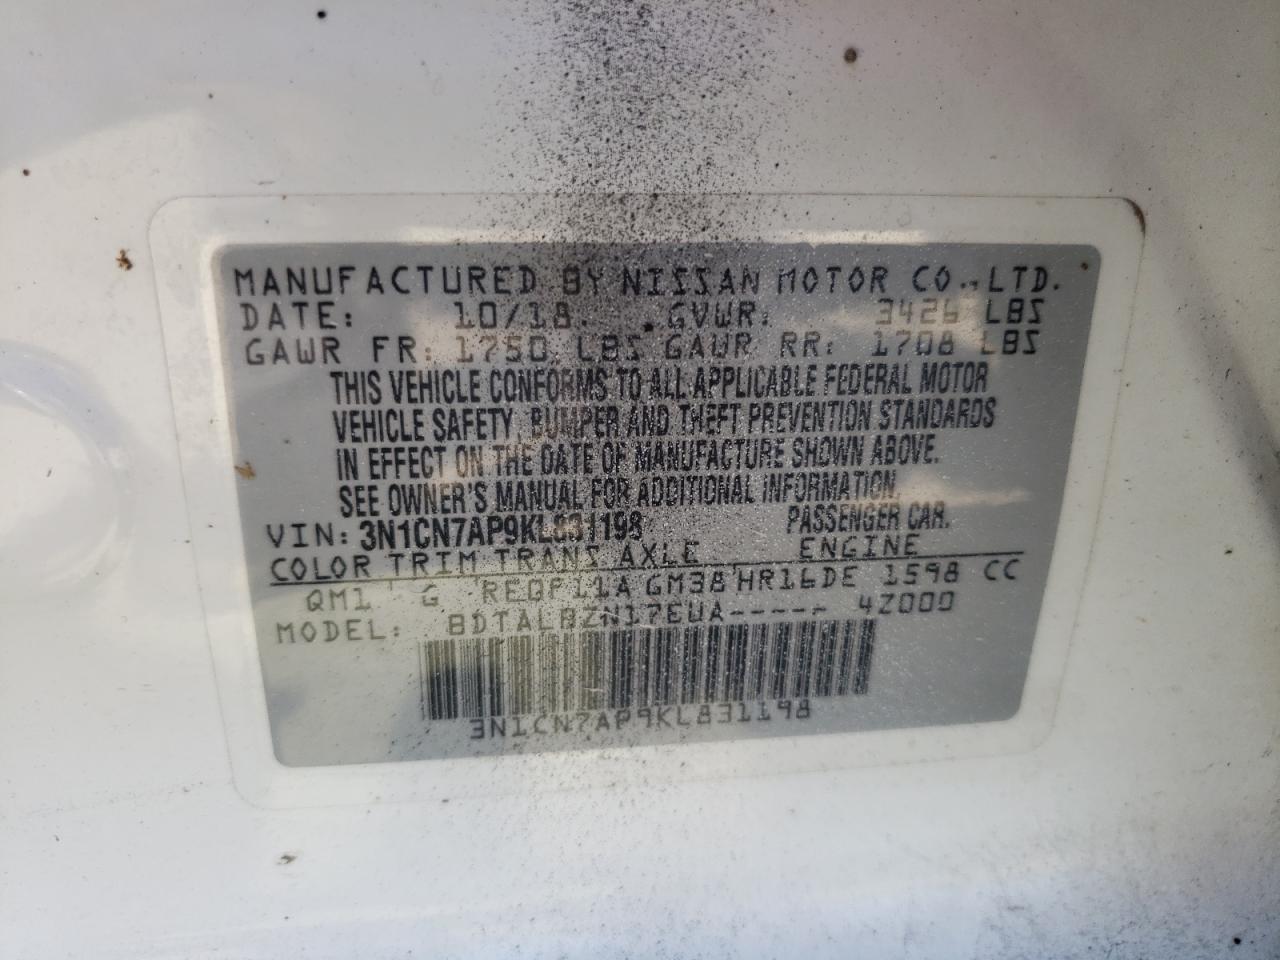 MANUFACTURED BY NISSAN MOTOR CO.,LTD.
DATE: 10/18 GVWR: 3426 LBS
GAWR FR: 1750 LBS GAWR RR: 1708 LBS
THIS VEHICLE CONFORMS TO ALL APPLICABLE FEDERAL MOTOR
VEHICLE SAFETY, BUMPER AND THEFT PREVENTION STANDARDS
IN EFFECT ON THE DATE OF MANUFACTURE SHOWN ABOVE.
SEE OWNER'S MANUAL FOR ADDITIONAL INFORMATION.
VIN: 3N1CN7AP9KL831198 PASSENGER CAR.
COLOR TRIM TRANS AXLE ENGINE
QM1 G GM38 HR16DE 1598 CC
MODEL: BDTALBZN17EUA----- 4Z000
3N1CN7AP9KL831198